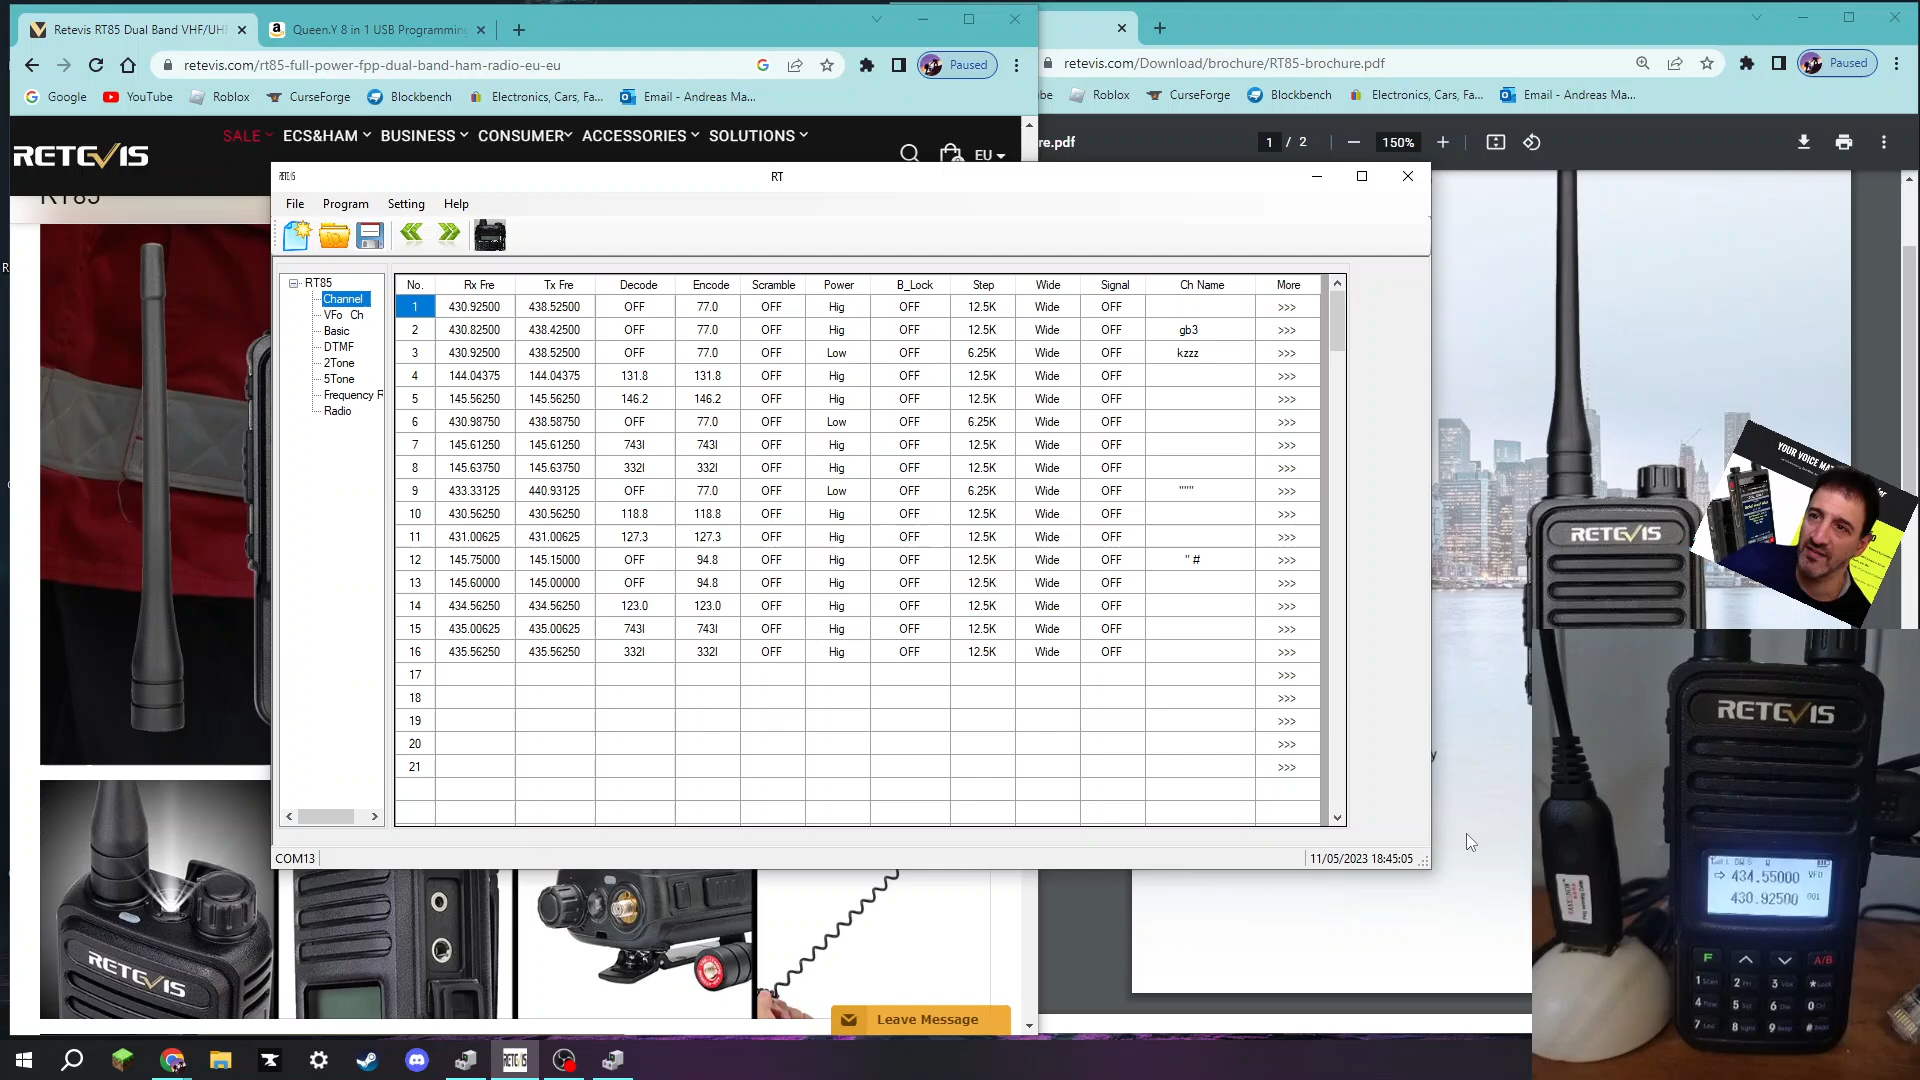 Retevis RT85 Dual Band VHF/UHF
Queen.Y 8 in 1 USB Programming
retevis.com/rt85-full-power-fpp-dual-band-ham-radio-eu-eu
Paused
retevis.com/Download/brochure/RT85-brochure.pdf
Paused
Google YouTube Roblox CurseForge Blockbench Electronics, Cars, Fa... Email - Andreas Ma...
Roblox CurseForge Blockbench Electronics, Cars, Fa... Email - Andreas Ma...
RETEVIS
SALE ECS&HAM BUSINESS CONSUMER ACCESSORIES SOLUTIONS
EU
re.pdf
1 / 2
150%
RT85
RETEVIS
RT
File Program Setting Help
RT85
Channel
VFo Ch
Basic
DTMF
2Tone
5Tone
Frequency R
Radio
No. Rx Fre Tx Fre Decode Encode Scramble Power B_Lock Step Wide Signal Ch Name More
1 430.92500 438.52500 OFF 77.0 OFF Hig OFF 12.5K Wide OFF >>>
2 430.82500 438.42500 OFF 77.0 OFF Hig OFF 12.5K Wide OFF gb3 >>>
3 430.92500 438.52500 OFF 77.0 OFF Low OFF 6.25K Wide OFF kzzz >>>
4 144.04375 144.04375 131.8 131.8 OFF Hig OFF 12.5K Wide OFF >>>
5 145.56250 145.56250 146.2 146.2 OFF Hig OFF 12.5K Wide OFF >>>
6 430.98750 438.58750 OFF 77.0 OFF Low OFF 6.25K Wide OFF >>>
7 145.61250 145.61250 743I 743I OFF Hig OFF 12.5K Wide OFF >>>
8 145.63750 145.63750 332I 332I OFF Hig OFF 12.5K Wide OFF >>>
9 433.33125 440.93125 OFF 77.0 OFF Low OFF 6.25K Wide OFF """ >>>
10 430.56250 430.56250 118.8 118.8 OFF Hig OFF 12.5K Wide OFF >>>
11 431.00625 431.00625 127.3 127.3 OFF Hig OFF 12.5K Wide OFF >>>
12 145.75000 145.15000 OFF 94.8 OFF Hig OFF 12.5K Wide OFF " # >>>
13 145.60000 145.00000 OFF 94.8 OFF Hig OFF 12.5K Wide OFF >>>
14 434.56250 434.56250 123.0 123.0 OFF Hig OFF 12.5K Wide OFF >>>
15 435.00625 435.00625 743I 743I OFF Hig OFF 12.5K Wide OFF >>>
16 435.56250 435.56250 332I 332I OFF Hig OFF 12.5K Wide OFF >>>
17 >>>
18 >>>
19 >>>
20 >>>
21 >>>
COM13
11/05/2023 18:45:05
RETEVIS
YOUR VOICE
RETEVIS
434.55000 VFO
430.92500 001
F A/B
RETEVIS
Leave Message
RETEVIS